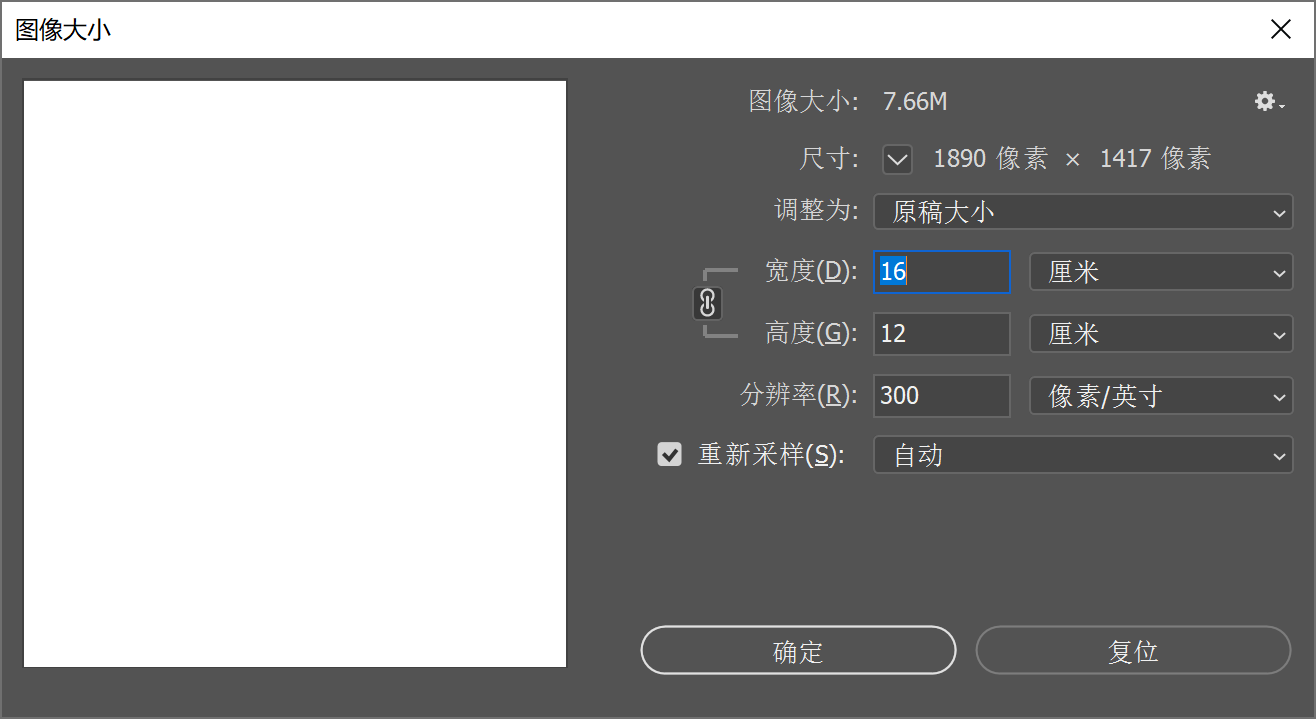 图像大小
图像大小: 7.66M
尺寸: 1890 像素 × 1417 像素
调整为: 原稿大小
宽度(D): 16 厘米
高度(G): 12 厘米
分辨率(R): 300 像素/英寸
重新采样(S): 自动
确定 复位